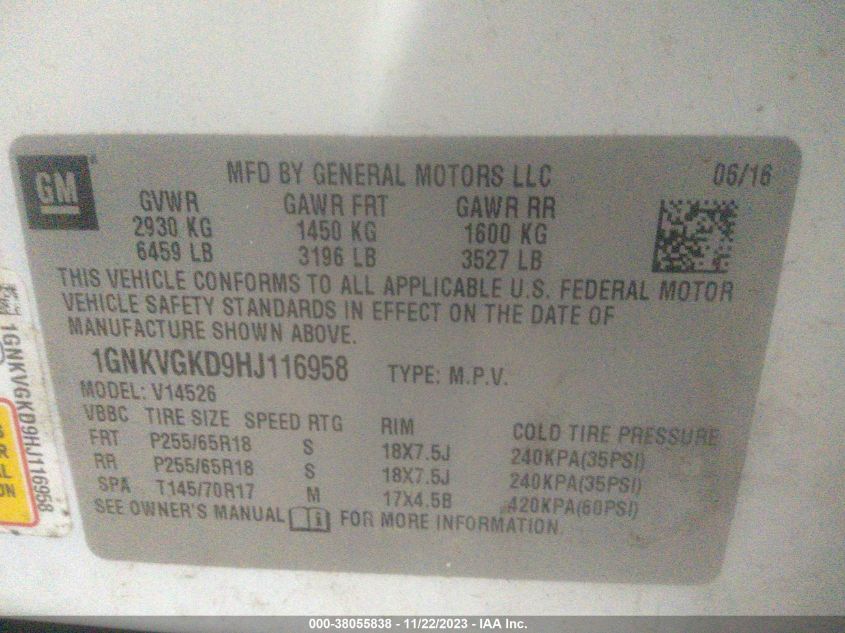 GM
MFD BY GENERAL MOTORS LLC 06/16
GVWR GAWR FRT GAWR RR
2930 KG 1450 KG 1600 KG
6459 LB 3196 LB 3527 LB
THIS VEHICLE CONFORMS TO ALL APPLICABLE U.S. FEDERAL MOTOR
VEHICLE SAFETY STANDARDS IN EFFECT ON THE DATE OF
MANUFACTURE SHOWN ABOVE.
1GNKVGKD9HJ116958 TYPE: M.P.V.
MODEL: V14526
VBBC TIRE SIZE SPEED RTG RIM COLD TIRE PRESSURE
FRT P255/65R18 S 18X7.5J 240KPA(35PSI)
RR P255/65R18 S 18X7.5J 240KPA(35PSI)
SPA T145/70R17 M 17X4.5B 420KPA(60PSI)
SEE OWNER'S MANUAL FOR MORE INFORMATION.
1GNKVGKD9HJ116958
000-38055838 - 11/22/2023 - IAA Inc.